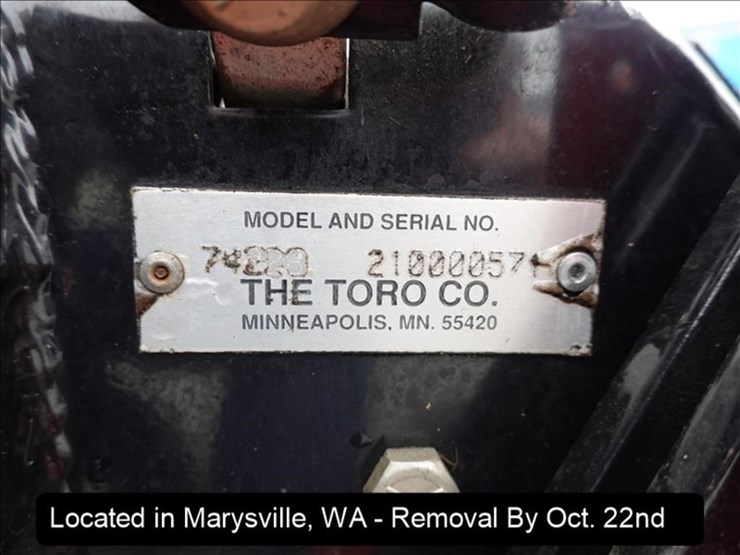 MODEL AND SERIAL NO.
210000571
THE TORO CO.
MINNEAPOLIS, MN. 55420
Located in Marysville, WA - Removal By Oct. 22nd